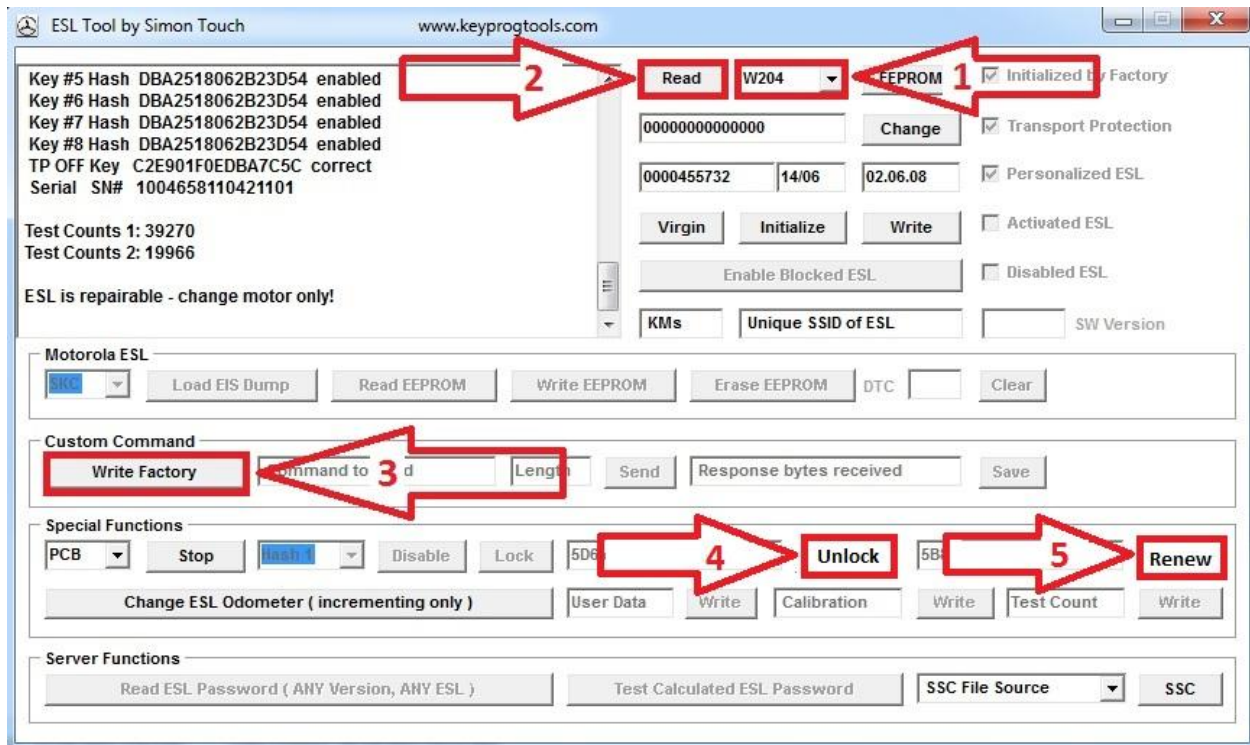 ESL Tool by Simon Touch www.keyprogtools.com
Key #5 Hash DBA2518062B23D54 enabled
Key #6 Hash DBA2518062B23D54 enabled
Key #7 Hash DBA2518062B23D54 enabled
Key #8 Hash DBA2518062B23D54 enabled
TP OFF Key C2E901F0EDBA7C5C correct
Serial SN# 1004658110421101
Test Counts 1: 39270
Test Counts 2: 19966
ESL is repairable - change motor only!
2 Read W204 EEPROM 1 Initialized by Factory
00000000000000 Change Transport Protection
0000455732 14/06 02.06.08 Personalized ESL
Virgin Initialize Write Activated ESL
Enable Blocked ESL Disabled ESL
KMs Unique SSID of ESL SW Version
Motorola ESL
SKC Load EIS Dump Read EEPROM Write EEPROM Erase EEPROM DTC Clear
Custom Command
Write Factory 3 Length Send Response bytes received Save
Special Functions
PCB Stop Hash 1 Disable Lock 4 Unlock 5 Renew
Change ESL Odometer ( incrementing only ) User Data Write Calibration Write Test Count Write
Server Functions
Read ESL Password ( ANY Version, ANY ESL ) Test Calculated ESL Password SSC File Source SSC